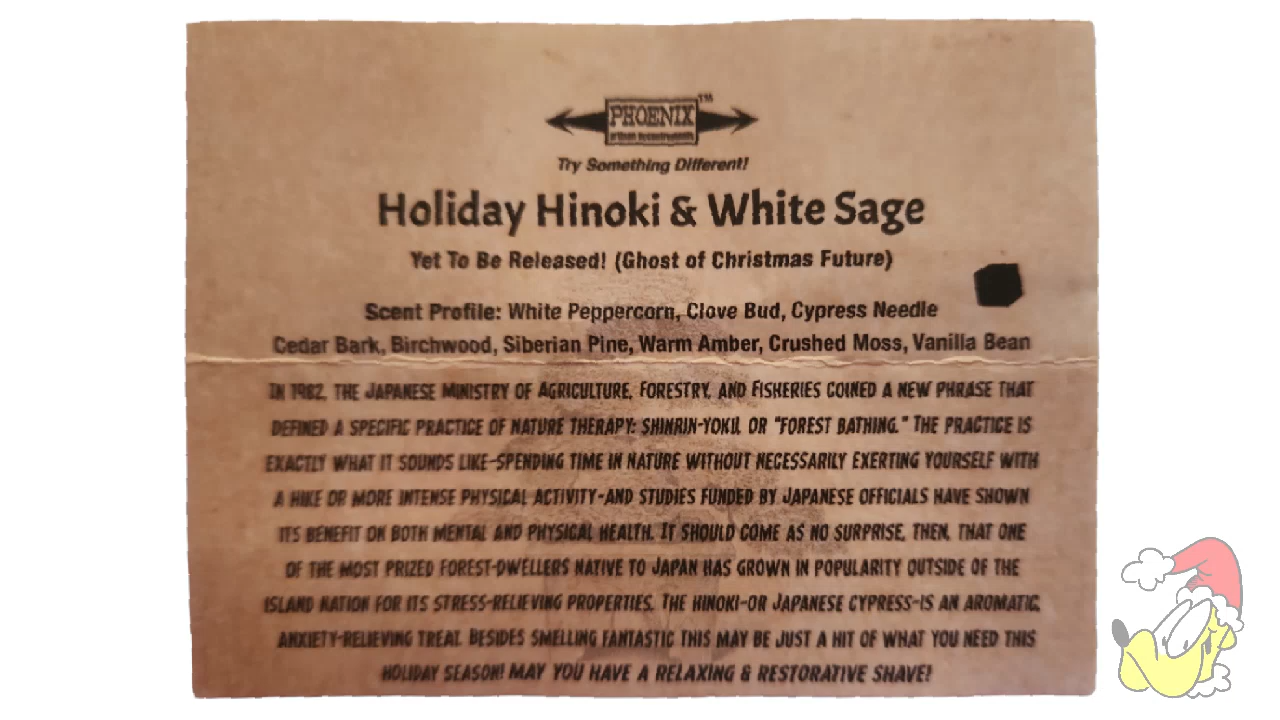 PHOENIX™
Try Something Different!
Holiday Hinoki & White Sage
Yet To Be Released! (Ghost of Christmas Future)
Scent Profile: White Peppercorn, Clove Bud, Cypress Needle
Cedar Bark, Birchwood, Siberian Pine, Warm Amber, Crushed Moss, Vanilla Bean
IN 1982, THE JAPANESE MINISTRY OF AGRICULTURE, FORESTRY, AND FISHERIES COINED A NEW PHRASE THAT
DEFINED A SPECIFIC PRACTICE OF NATURE THERAPY: SHINRIN-YOKU, OR "FOREST BATHING." THE PRACTICE IS
EXACTLY WHAT IT SOUNDS LIKE-SPENDING TIME IN NATURE WITHOUT NECESSARILY EXERTING YOURSELF WITH
A HIKE OR MORE INTENSE PHYSICAL ACTIVITY-AND STUDIES FUNDED BY JAPANESE OFFICIALS HAVE SHOWN
ITS BENEFIT ON BOTH MENTAL AND PHYSICAL HEALTH. IT SHOULD COME AS NO SURPRISE, THEN, THAT ONE
OF THE MOST PRIZED FOREST-DWELLERS NATIVE TO JAPAN HAS GROWN IN POPULARITY OUTSIDE OF THE
ISLAND NATION FOR ITS STRESS-RELIEVING PROPERTIES. THE HINOKI-OR JAPANESE CYPRESS-IS AN AROMATIC,
ANXIETY-RELIEVING TREAT. BESIDES SMELLING FANTASTIC THIS MAY BE JUST A HIT OF WHAT YOU NEED THIS
HOLIDAY SEASON! MAY YOU HAVE A RELAXING & RESTORATIVE SHAVE!